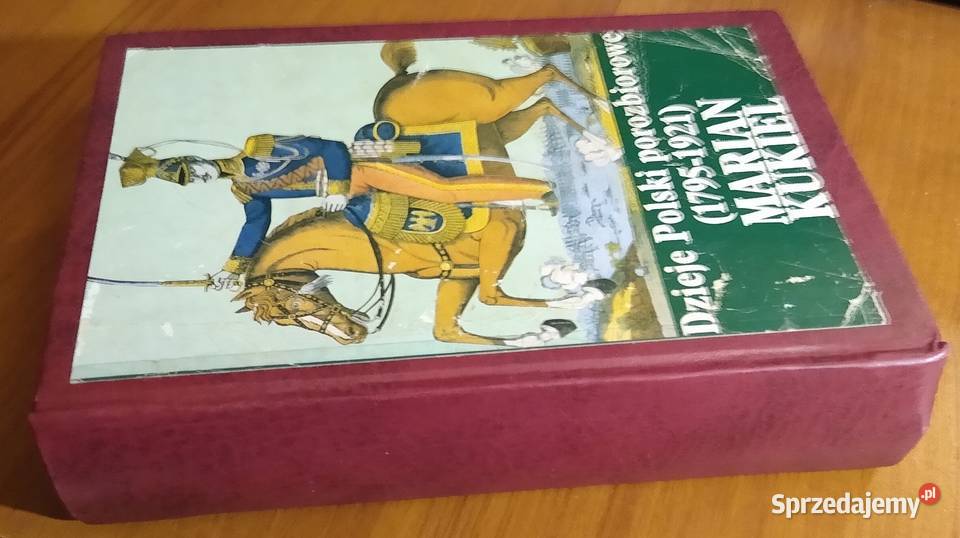 Dzieje Polski porozbiorowe
(1795-1921)
MARIAN
KUKIEL
Sprzedajemy.pl